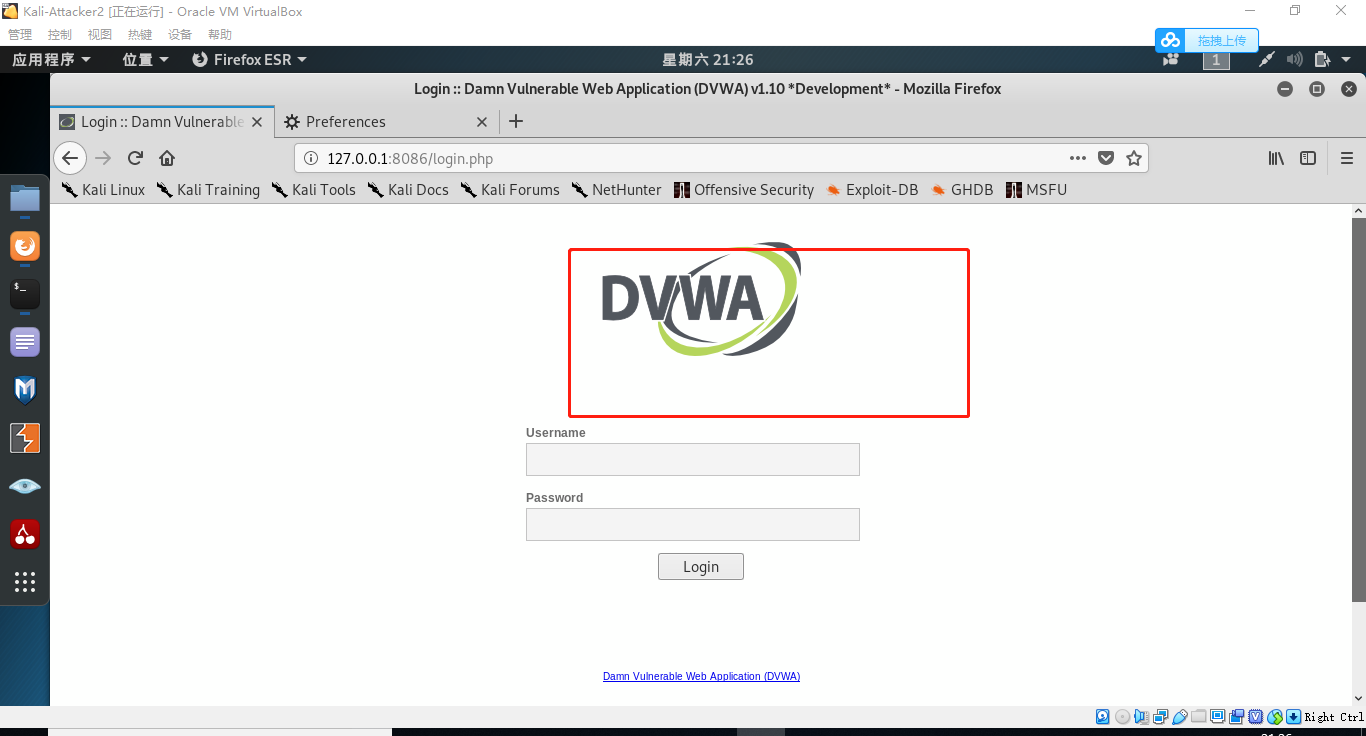 Kali-Attacker2 [正在运行] - Oracle VM VirtualBox
管理 控制 视图 热键 设备 帮助
拖拽上传
应用程序 位置 Firefox ESR 星期六 21:26 1
Login :: Damn Vulnerable Web Application (DVWA) v1.10 *Development* - Mozilla Firefox
Login :: Damn Vulnerable Preferences
127.0.0.1:8086/login.php
Kali Linux Kali Training Kali Tools Kali Docs Kali Forums NetHunter Offensive Security Exploit-DB GHDB MSFU
DVWA
Username
Password
Login
Damn Vulnerable Web Application (DVWA)
Right Ctrl